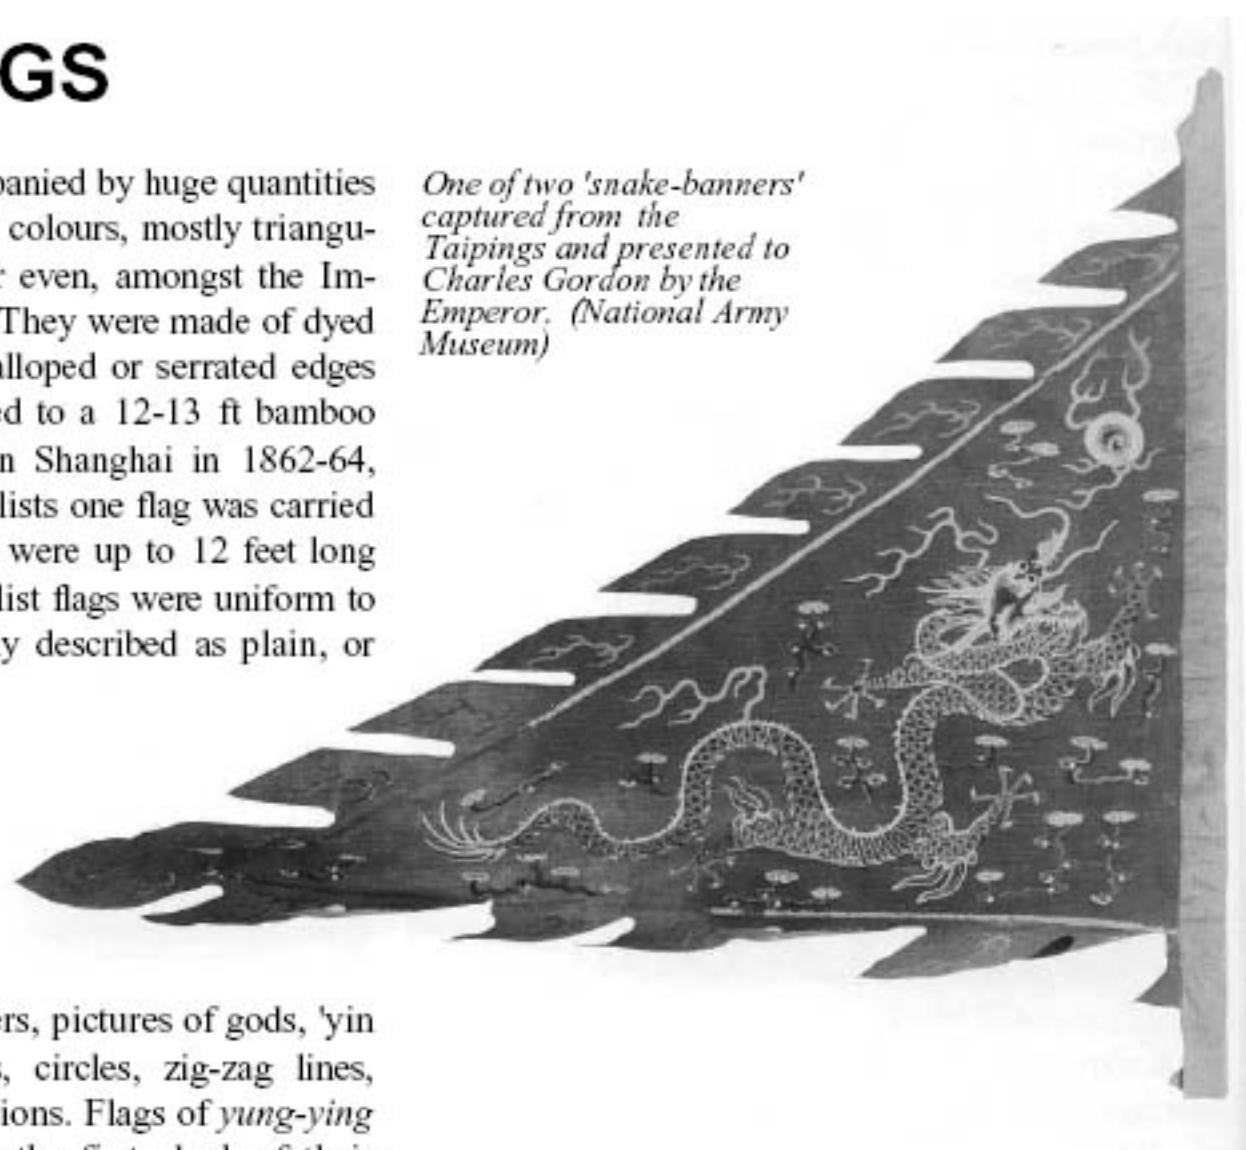 GS
panied by huge quantities
colours, mostly triangu-
even, amongst the Im-
They were made of dyed
alloped or serrated edges
ed to a 12-13 ft bamboo
n Shanghai in 1862-64,
lists one flag was carried
were up to 12 feet long
list flags were uniform to
y described as plain, or
One of two 'snake-banners'
captured from the
Taipings and presented to
Charles Gordon by the
Emperor. (National Army
Museum)
ers, pictures of gods, 'yin
s, circles, zig-zag lines,
ions. Flags of yung-ying